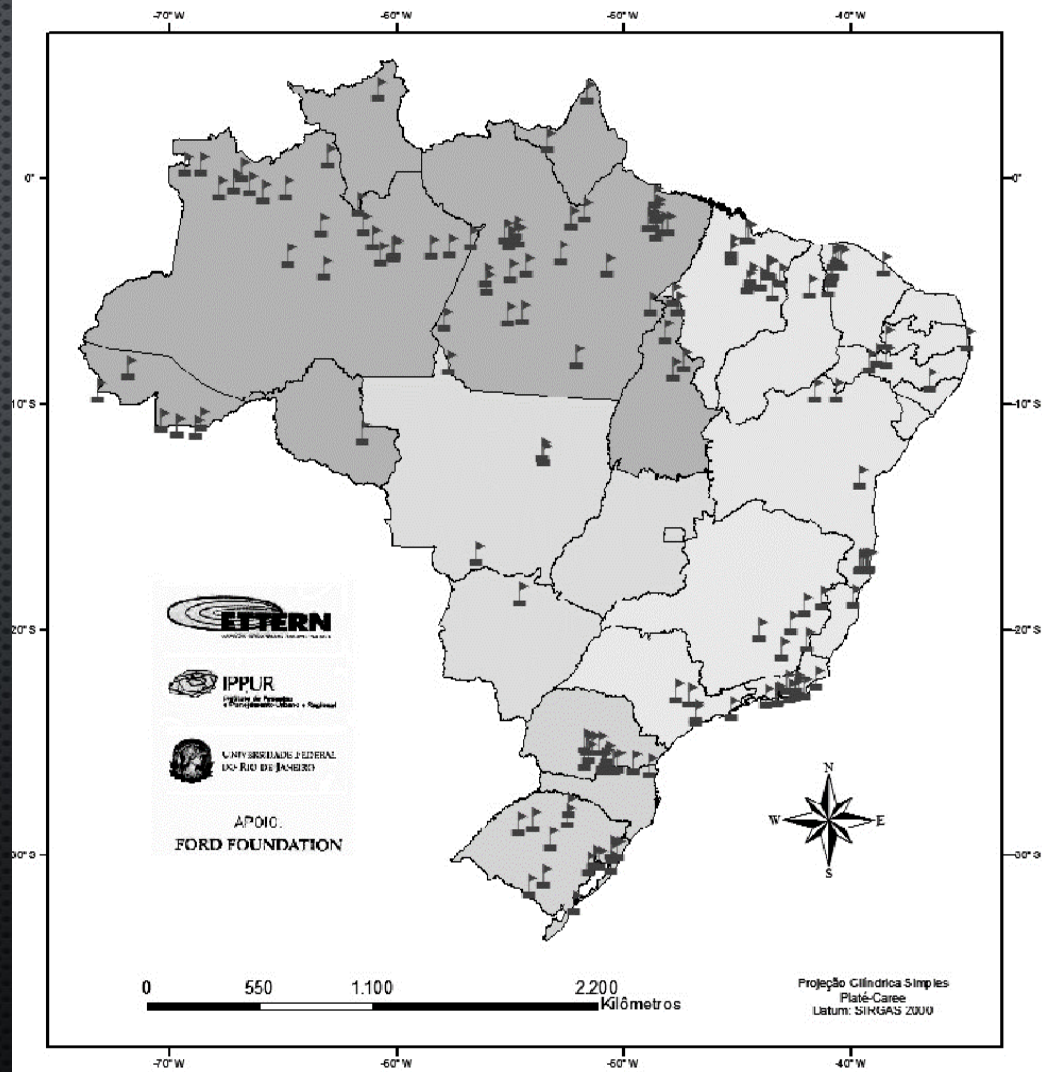 -70°W -60°W -50°W -40°W
0° 0°
-10°S -10°S
-20°S -20°S
-30°S
ETTERN
IPPUR
UNIVERSIDADE FEDERAL
DO RIO DE JANEIRO
APOIO:
FORD FOUNDATION
N
W E
S
0 550 1.100 2.200
Kilômetros
Projeção Cilíndrica Simples
Platé-Caree
Datum: SIRGAS 2000
-70°W -60°W -50°W -40°W